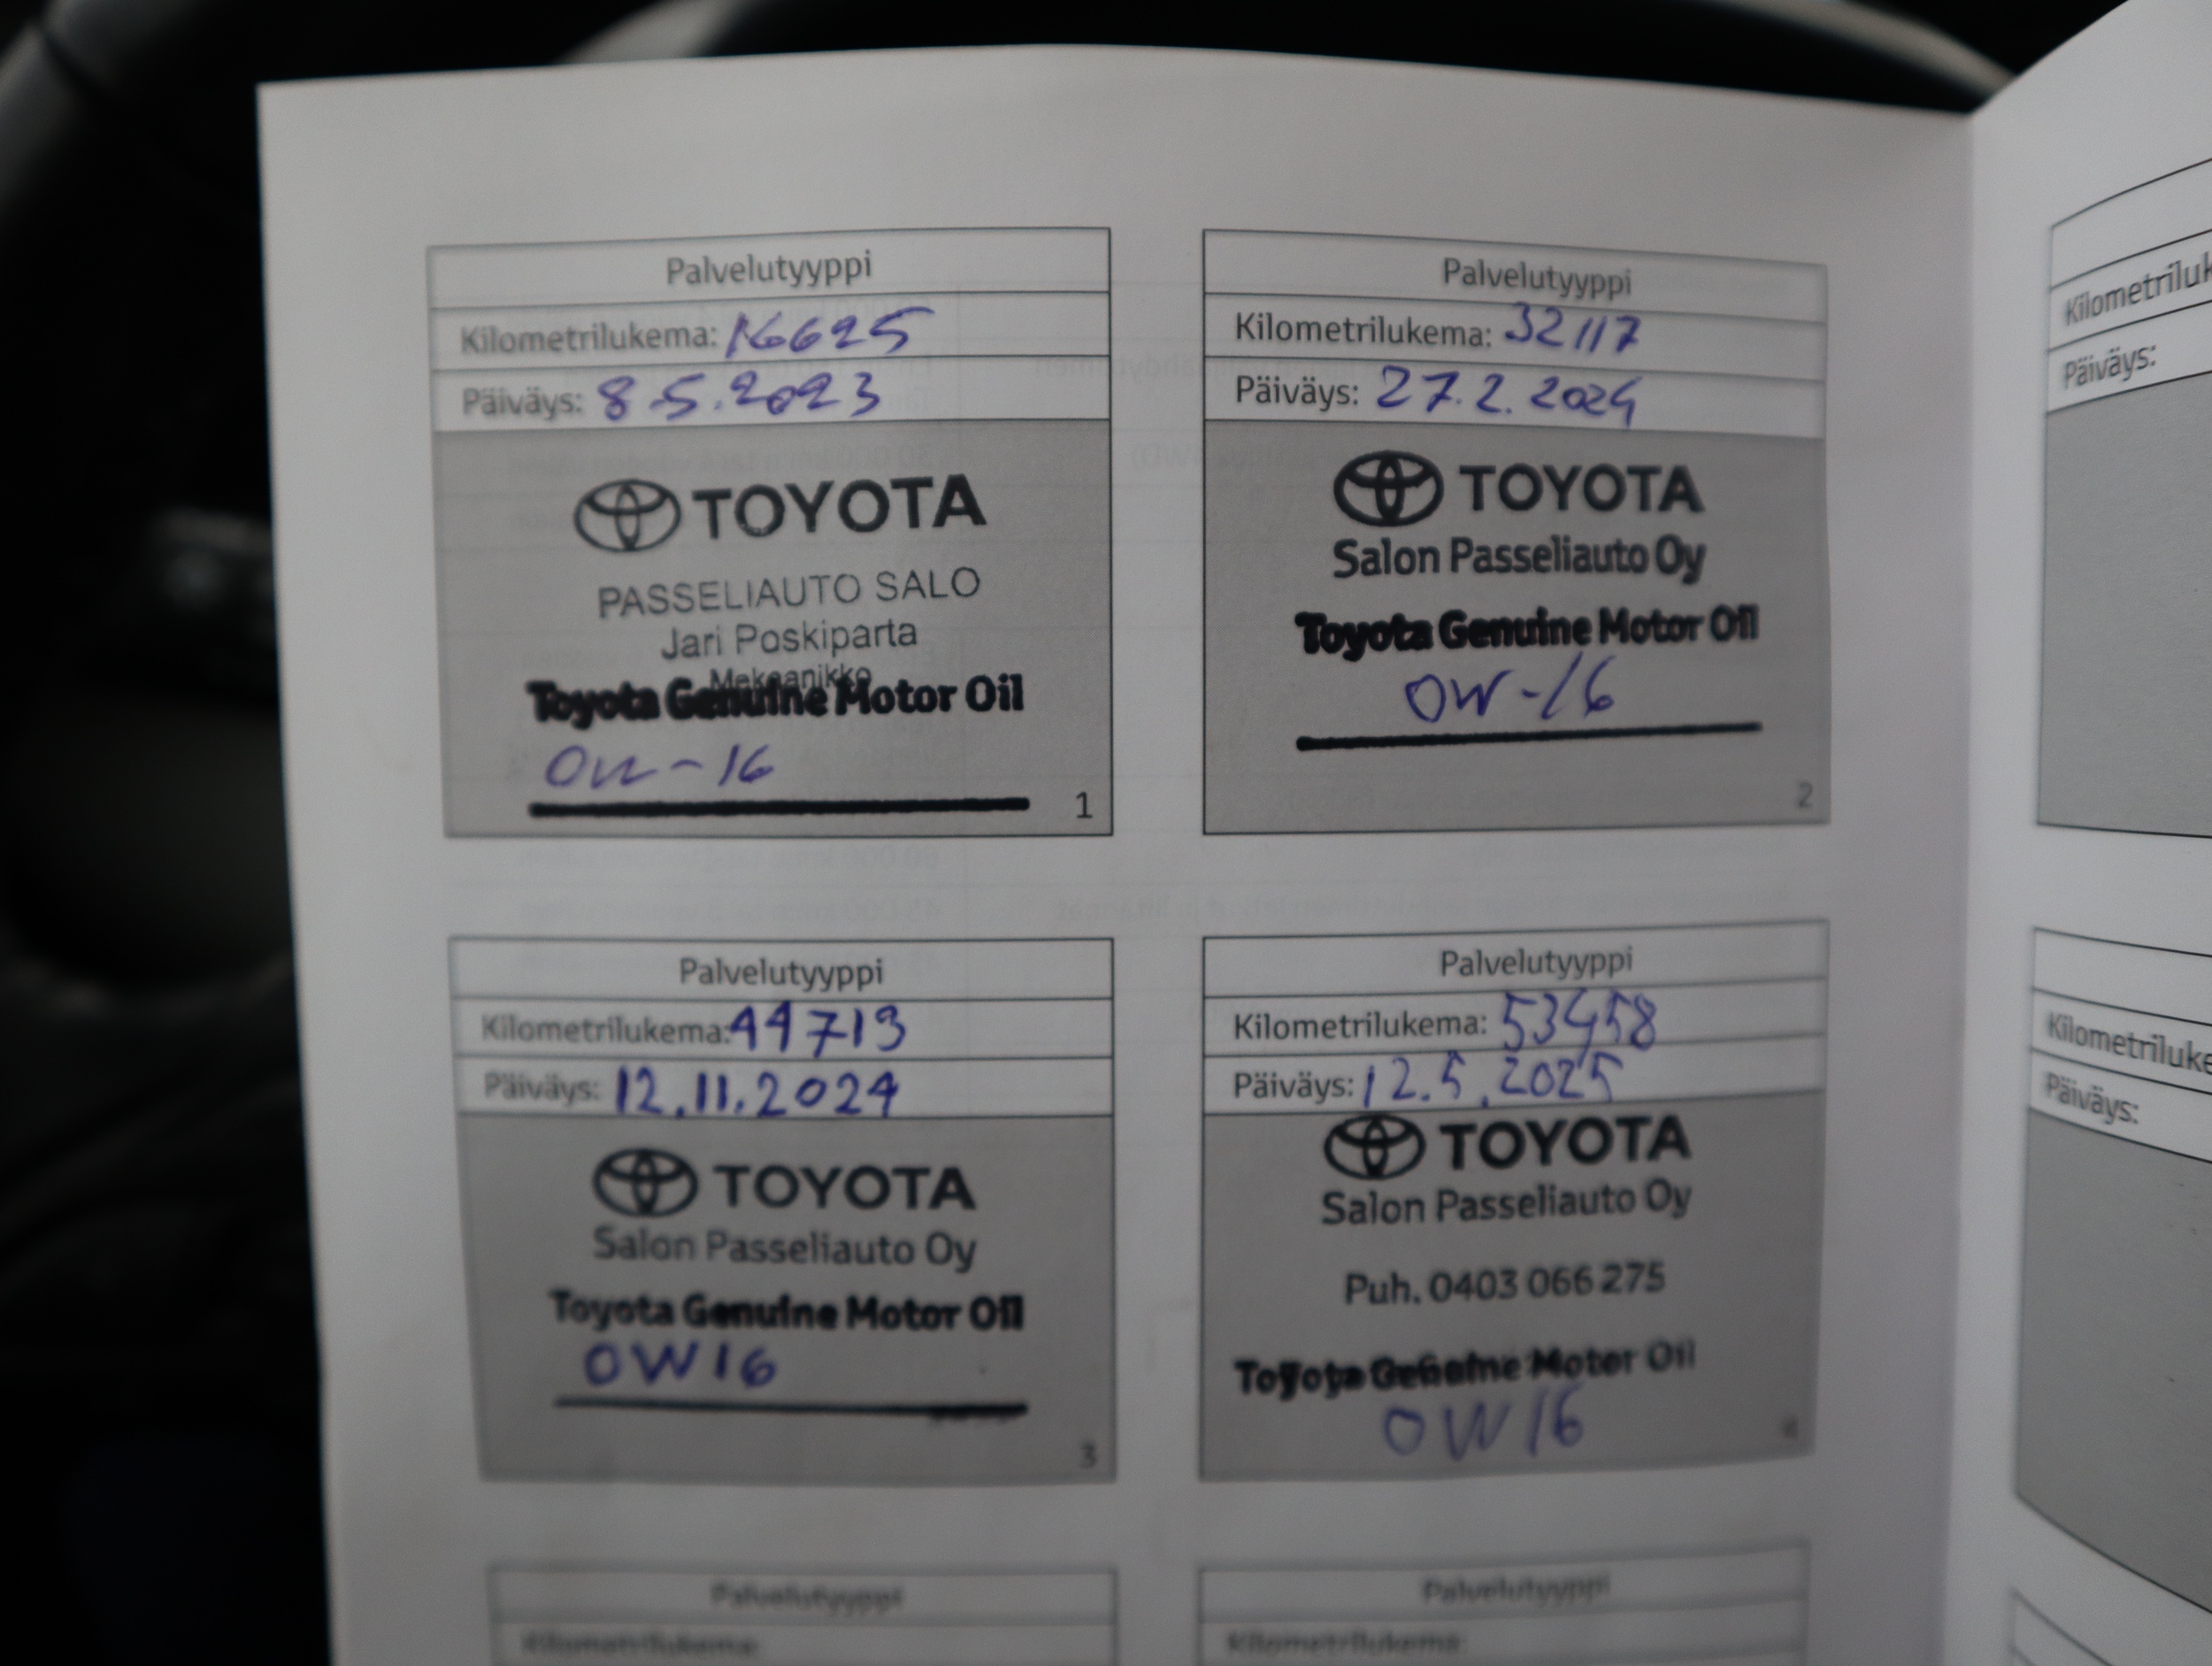 Palvelutyyppi
Kilometrilukema: 16625
Päiväys: 8.5.2023
TOYOTA
PASSELIAUTO SALO
Jari Poskiparta
Mekaanikko
Toyota Genuine Motor Oil
0W-16
1
Palvelutyyppi
Kilometrilukema: 32117
Päiväys: 27.2.2024
TOYOTA
Salon Passeliauto Oy
Toyota Genuine Motor Oil
0W-16
2
Palvelutyyppi
Kilometrilukema: 44713
Päiväys: 12.11.2024
TOYOTA
Salon Passeliauto Oy
Toyota Genuine Motor Oil
0W16
3
Palvelutyyppi
Kilometrilukema: 53458
Päiväys: 12.5.2025
TOYOTA
Salon Passeliauto Oy
Puh. 0403 066 275
Toyota Genuine Motor Oil
0W16
4
Palvelutyyppi
Kilometrilukema:
Palvelutyyppi
Kilometrilukema:
Päiväys:
Päiväys: